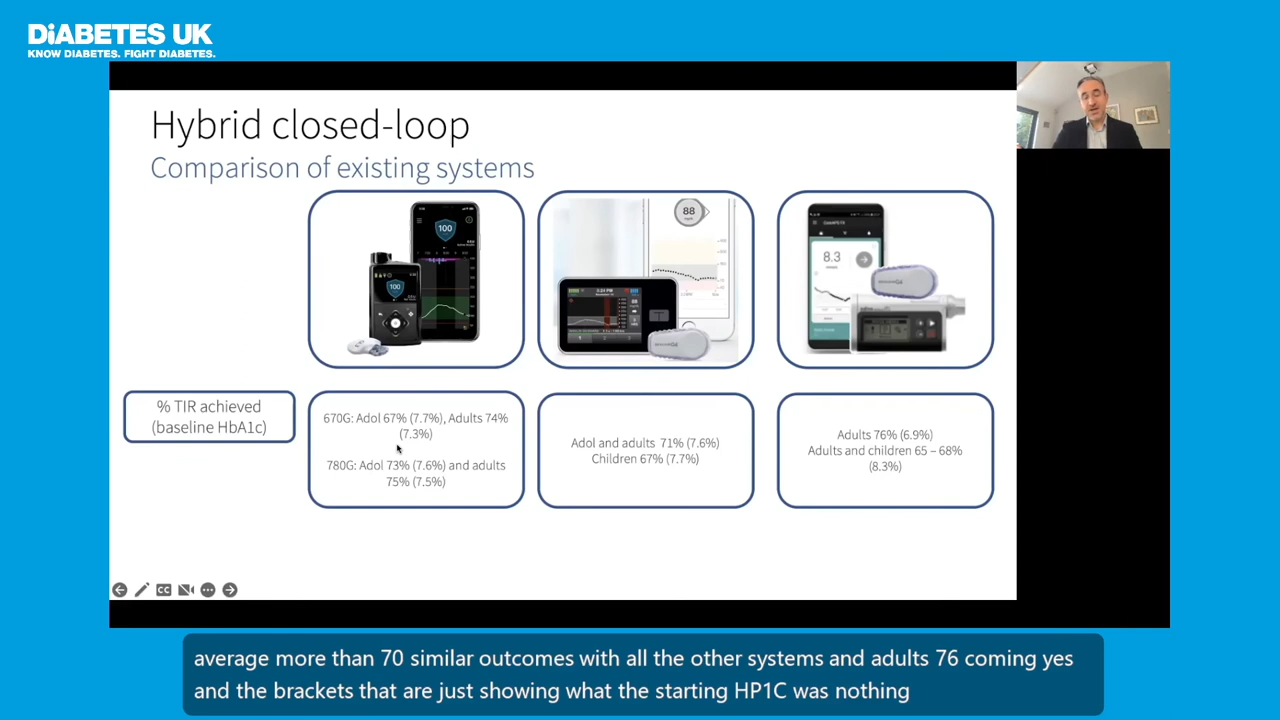 DiABETES UK
KNOW DIABETES. FIGHT DIABETES.
Hybrid closed-loop
Comparison of existing systems
100
100
88
8.3
% TIR achieved
(baseline HbA1c)
670G: Adol 67% (7.7%), Adults 74%
(7.3%)
780G: Adol 73% (7.6%) and adults
75% (7.5%)
Adol and adults 71% (7.6%)
Children 67% (7.7%)
Adults 76% (6.9%)
Adults and children 65 – 68%
(8.3%)
CC
average more than 70 similar outcomes with all the other systems and adults 76 coming yes
and the brackets that are just showing what the starting HP1C was nothing